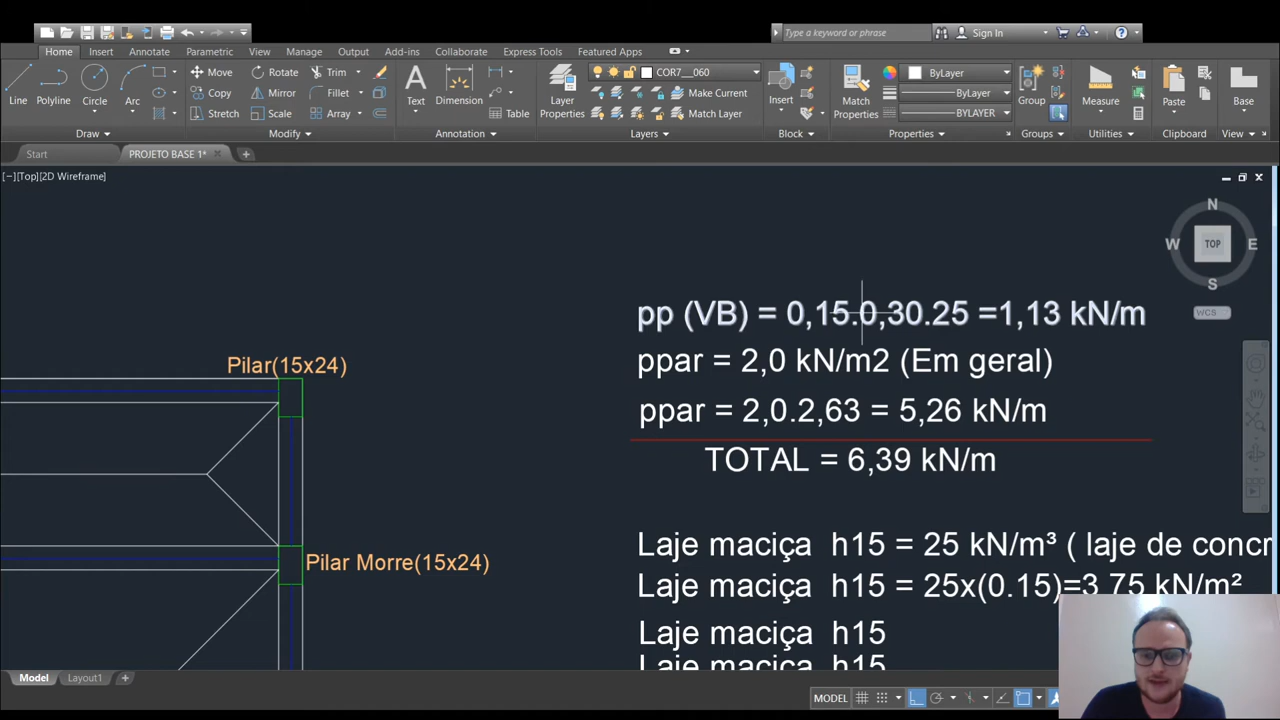 Type a keyword or phrase
Sign In
Home Insert Annotate Parametric View Manage Output Add-ins Collaborate Express Tools Featured Apps
Line Polyline Circle Arc
Move Rotate Trim
Copy Mirror Fillet
Stretch Scale Array
Text Dimension
Table
Layer Properties
COR7__060
Make Current
Match Layer
Insert
Match Properties
ByLayer
ByLayer
BYLAYER
Group
Measure
Paste
Base
Draw Modify Annotation Layers Block Properties Groups Utilities Clipboard View
Start PROJETO BASE 1*
[−][Top][2D Wireframe]
N
W TOP E
S
WCS
pp (VB) = 0,15.0,30.25 =1,13 kN/m
Pilar(15x24)
ppar = 2,0 kN/m2 (Em geral)
ppar = 2,0.2,63 = 5,26 kN/m
TOTAL = 6,39 kN/m
Laje maciça h15 = 25 kN/m³ ( laje de concr
Pilar Morre(15x24)
Laje maciça h15 = 25x(0.15)=3,75 kN/m²
Laje maciça h15
Laje maciça h15
Model Layout1
MODEL